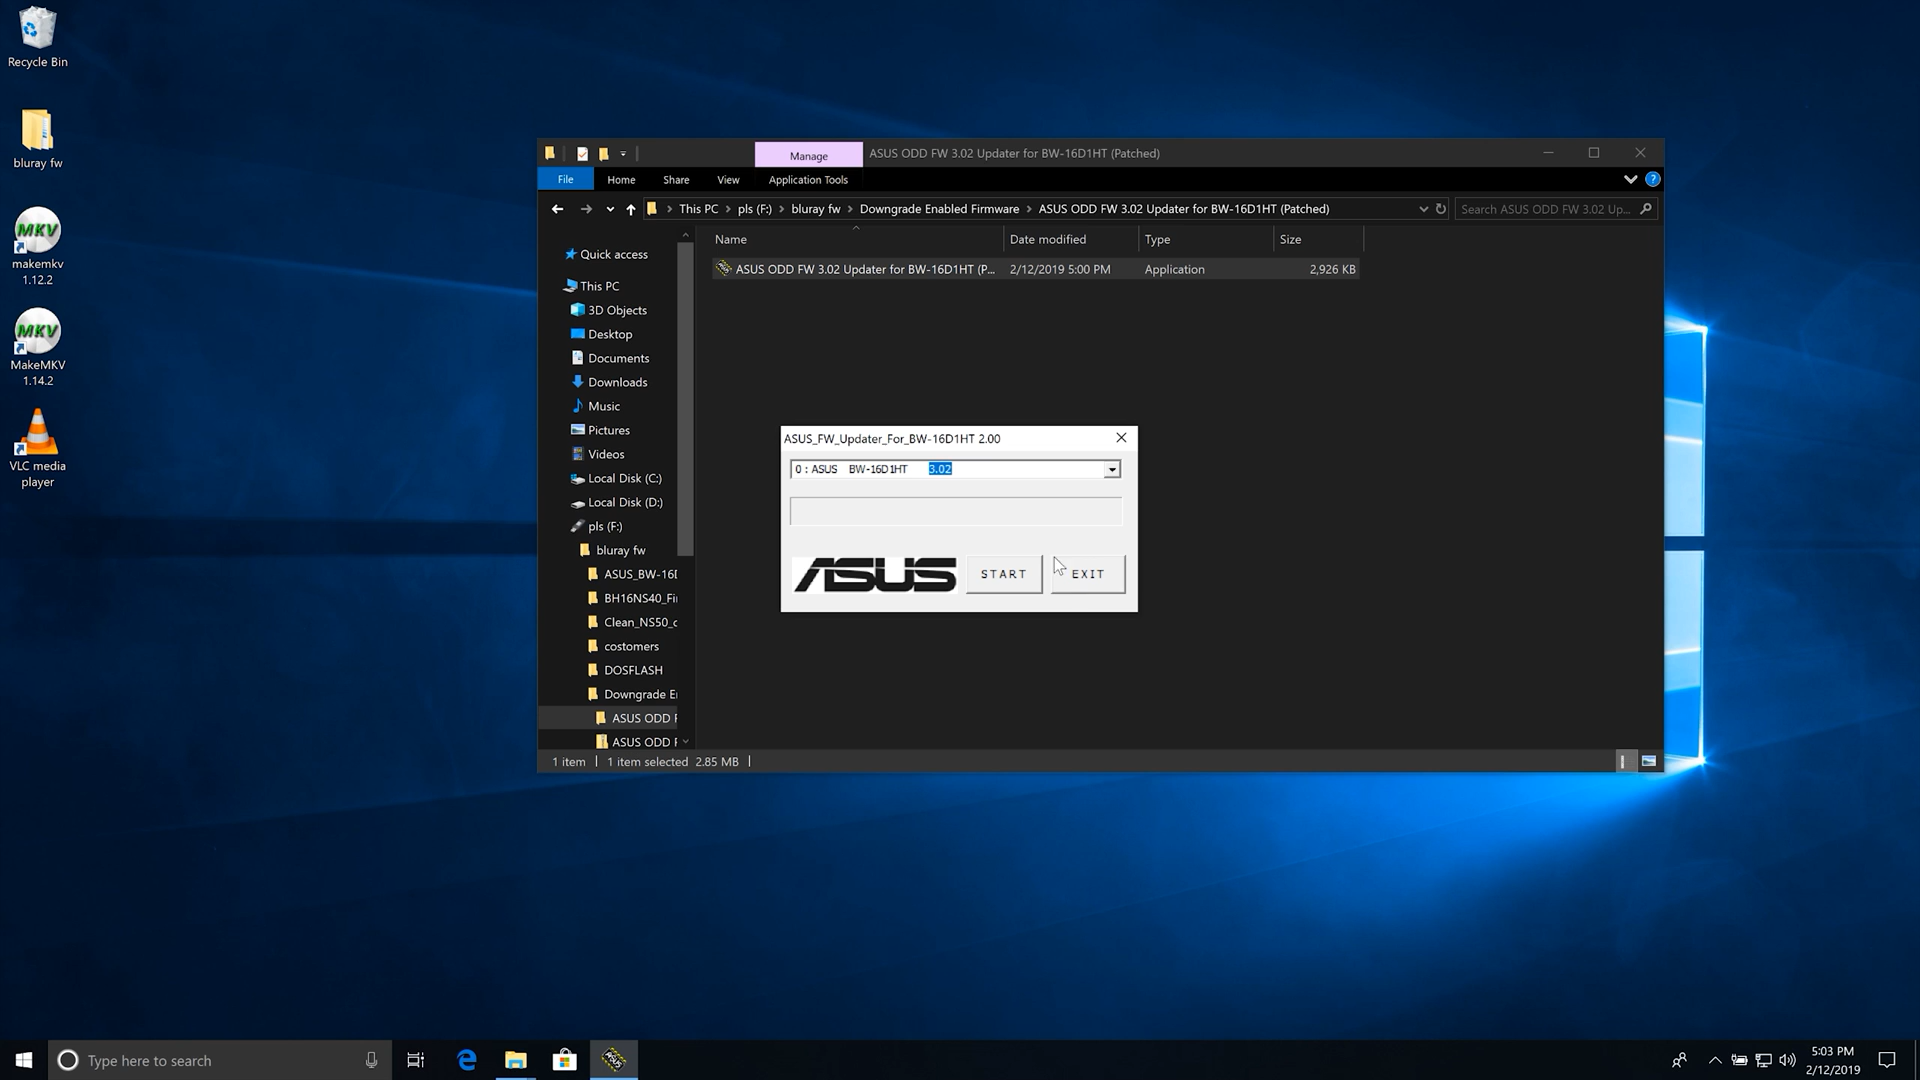 Recycle Bin
bluray fw
MKV
makemkv
1.12.2
MKV
MakeMKV
1.14.2
VLC media
player
Manage
ASUS ODD FW 3.02 Updater for BW-16D1HT (Patched)
File Home Share View Application Tools
This PC > pls (F:) > bluray fw > Downgrade Enabled Firmware > ASUS ODD FW 3.02 Updater for BW-16D1HT (Patched)
Search ASUS ODD FW 3.02 Up...
Name Date modified Type Size
ASUS ODD FW 3.02 Updater for BW-16D1HT (P... 2/12/2019 5:00 PM Application 2,926 KB
Quick access
This PC
3D Objects
Desktop
Documents
Downloads
Music
Pictures
Videos
Local Disk (C:)
Local Disk (D:)
pls (F:)
bluray fw
ASUS_BW-16D
BH16NS40_Fi
Clean_NS50_c
costomers
DOSFLASH
Downgrade E
ASUS ODD F
ASUS ODD F
ASUS_FW_Updater_For_BW-16D1HT 2.00
0 : ASUS BW-16D1HT 3.02
ASUS
START
EXIT
1 item 1 item selected 2.85 MB
Type here to search
5:03 PM
2/12/2019